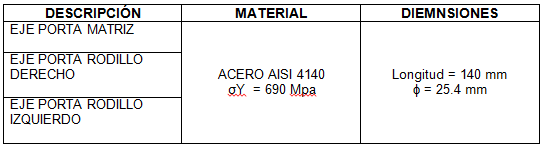 DESCRIPCIÓN MATERIAL DIEMNSIONES
EJE PORTA MATRIZ
EJE PORTA RODILLO
DERECHO
EJE PORTA RODILLO
IZQUIERDO
ACERO AISI 4140
σY = 690 Mpa
Longitud = 140 mm
ϕ = 25.4 mm